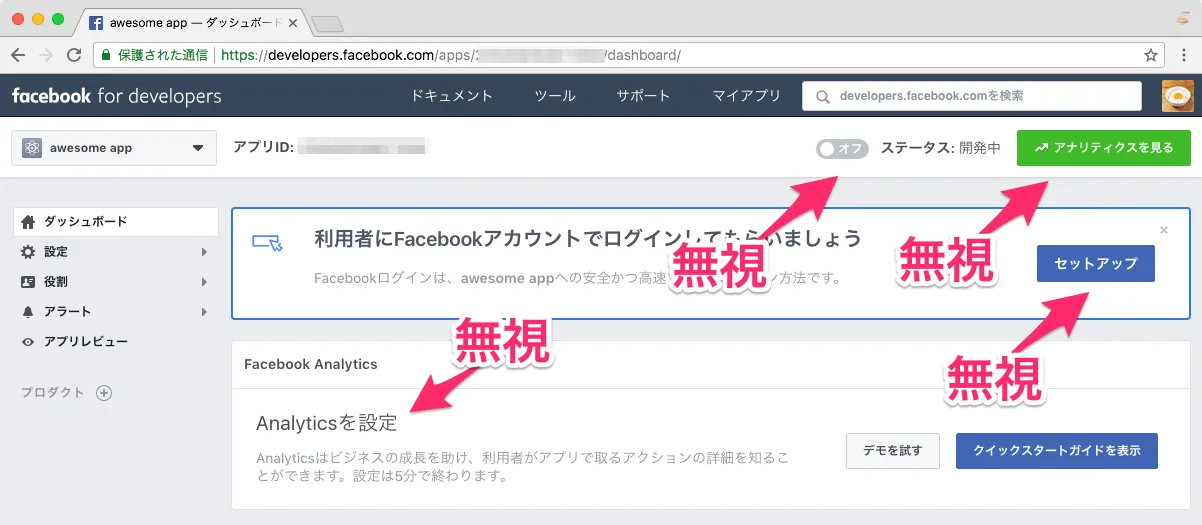 awesome app — ダッシュボード
保護された通信 https://developers.facebook.com/apps/ /dashboard/
facebook for developers ドキュメント ツール サポート マイアプリ developers.facebook.comを検索
awesome app アプリID: オフ ステータス: 開発中 アナリティクスを見る
ダッシュボード
設定
役割
アラート
アプリレビュー
プロダクト
利用者にFacebookアカウントでログインしてもらいましょう
Facebookログインは、awesome appへの安全かつ高速 ン方法です。
セットアップ
無視
無視
無視
無視
Facebook Analytics
Analyticsを設定
Analyticsはビジネスの成長を助け、利用者がアプリで取るアクションの詳細を知るこ
とができます。設定は5分で終わります。
デモを試す クイックスタートガイドを表示